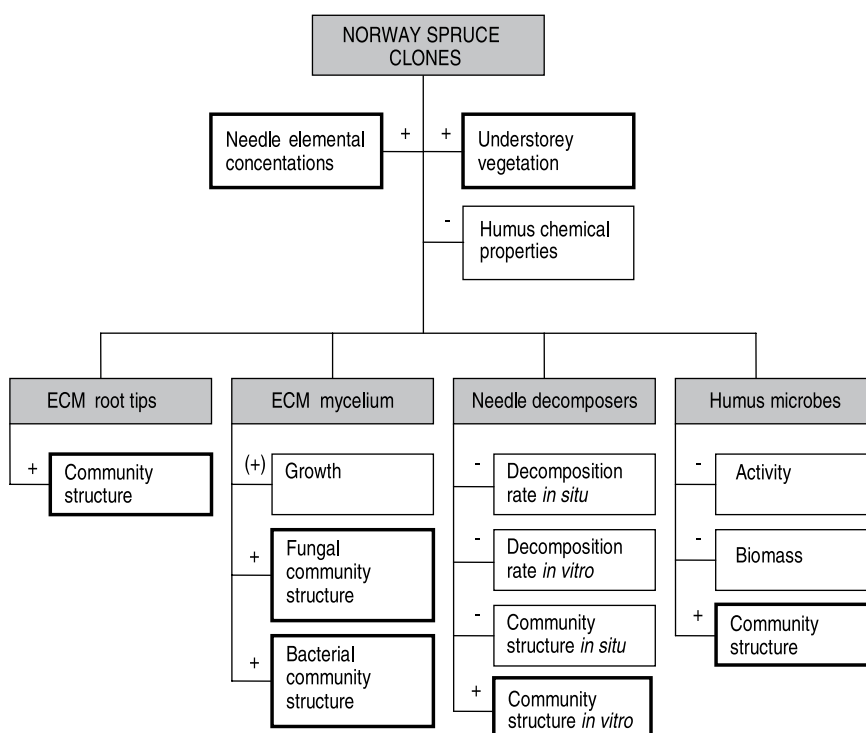 NORWAY SPRUCE
CLONES
+
Needle elemental
concentrations
+
Understorey
vegetation
-
Humus chemical
properties
ECM root tips
+
Community
structure
ECM mycelium
(+)
Growth
+
Fungal
community
structure
+
Bacterial
community
structure
Needle decomposers
-
Decomposition
rate in situ
-
Decomposition
rate in vitro
-
Community
structure in situ
+
Community
structure in vitro
Humus microbes
-
Activity
-
Biomass
+
Community
structure